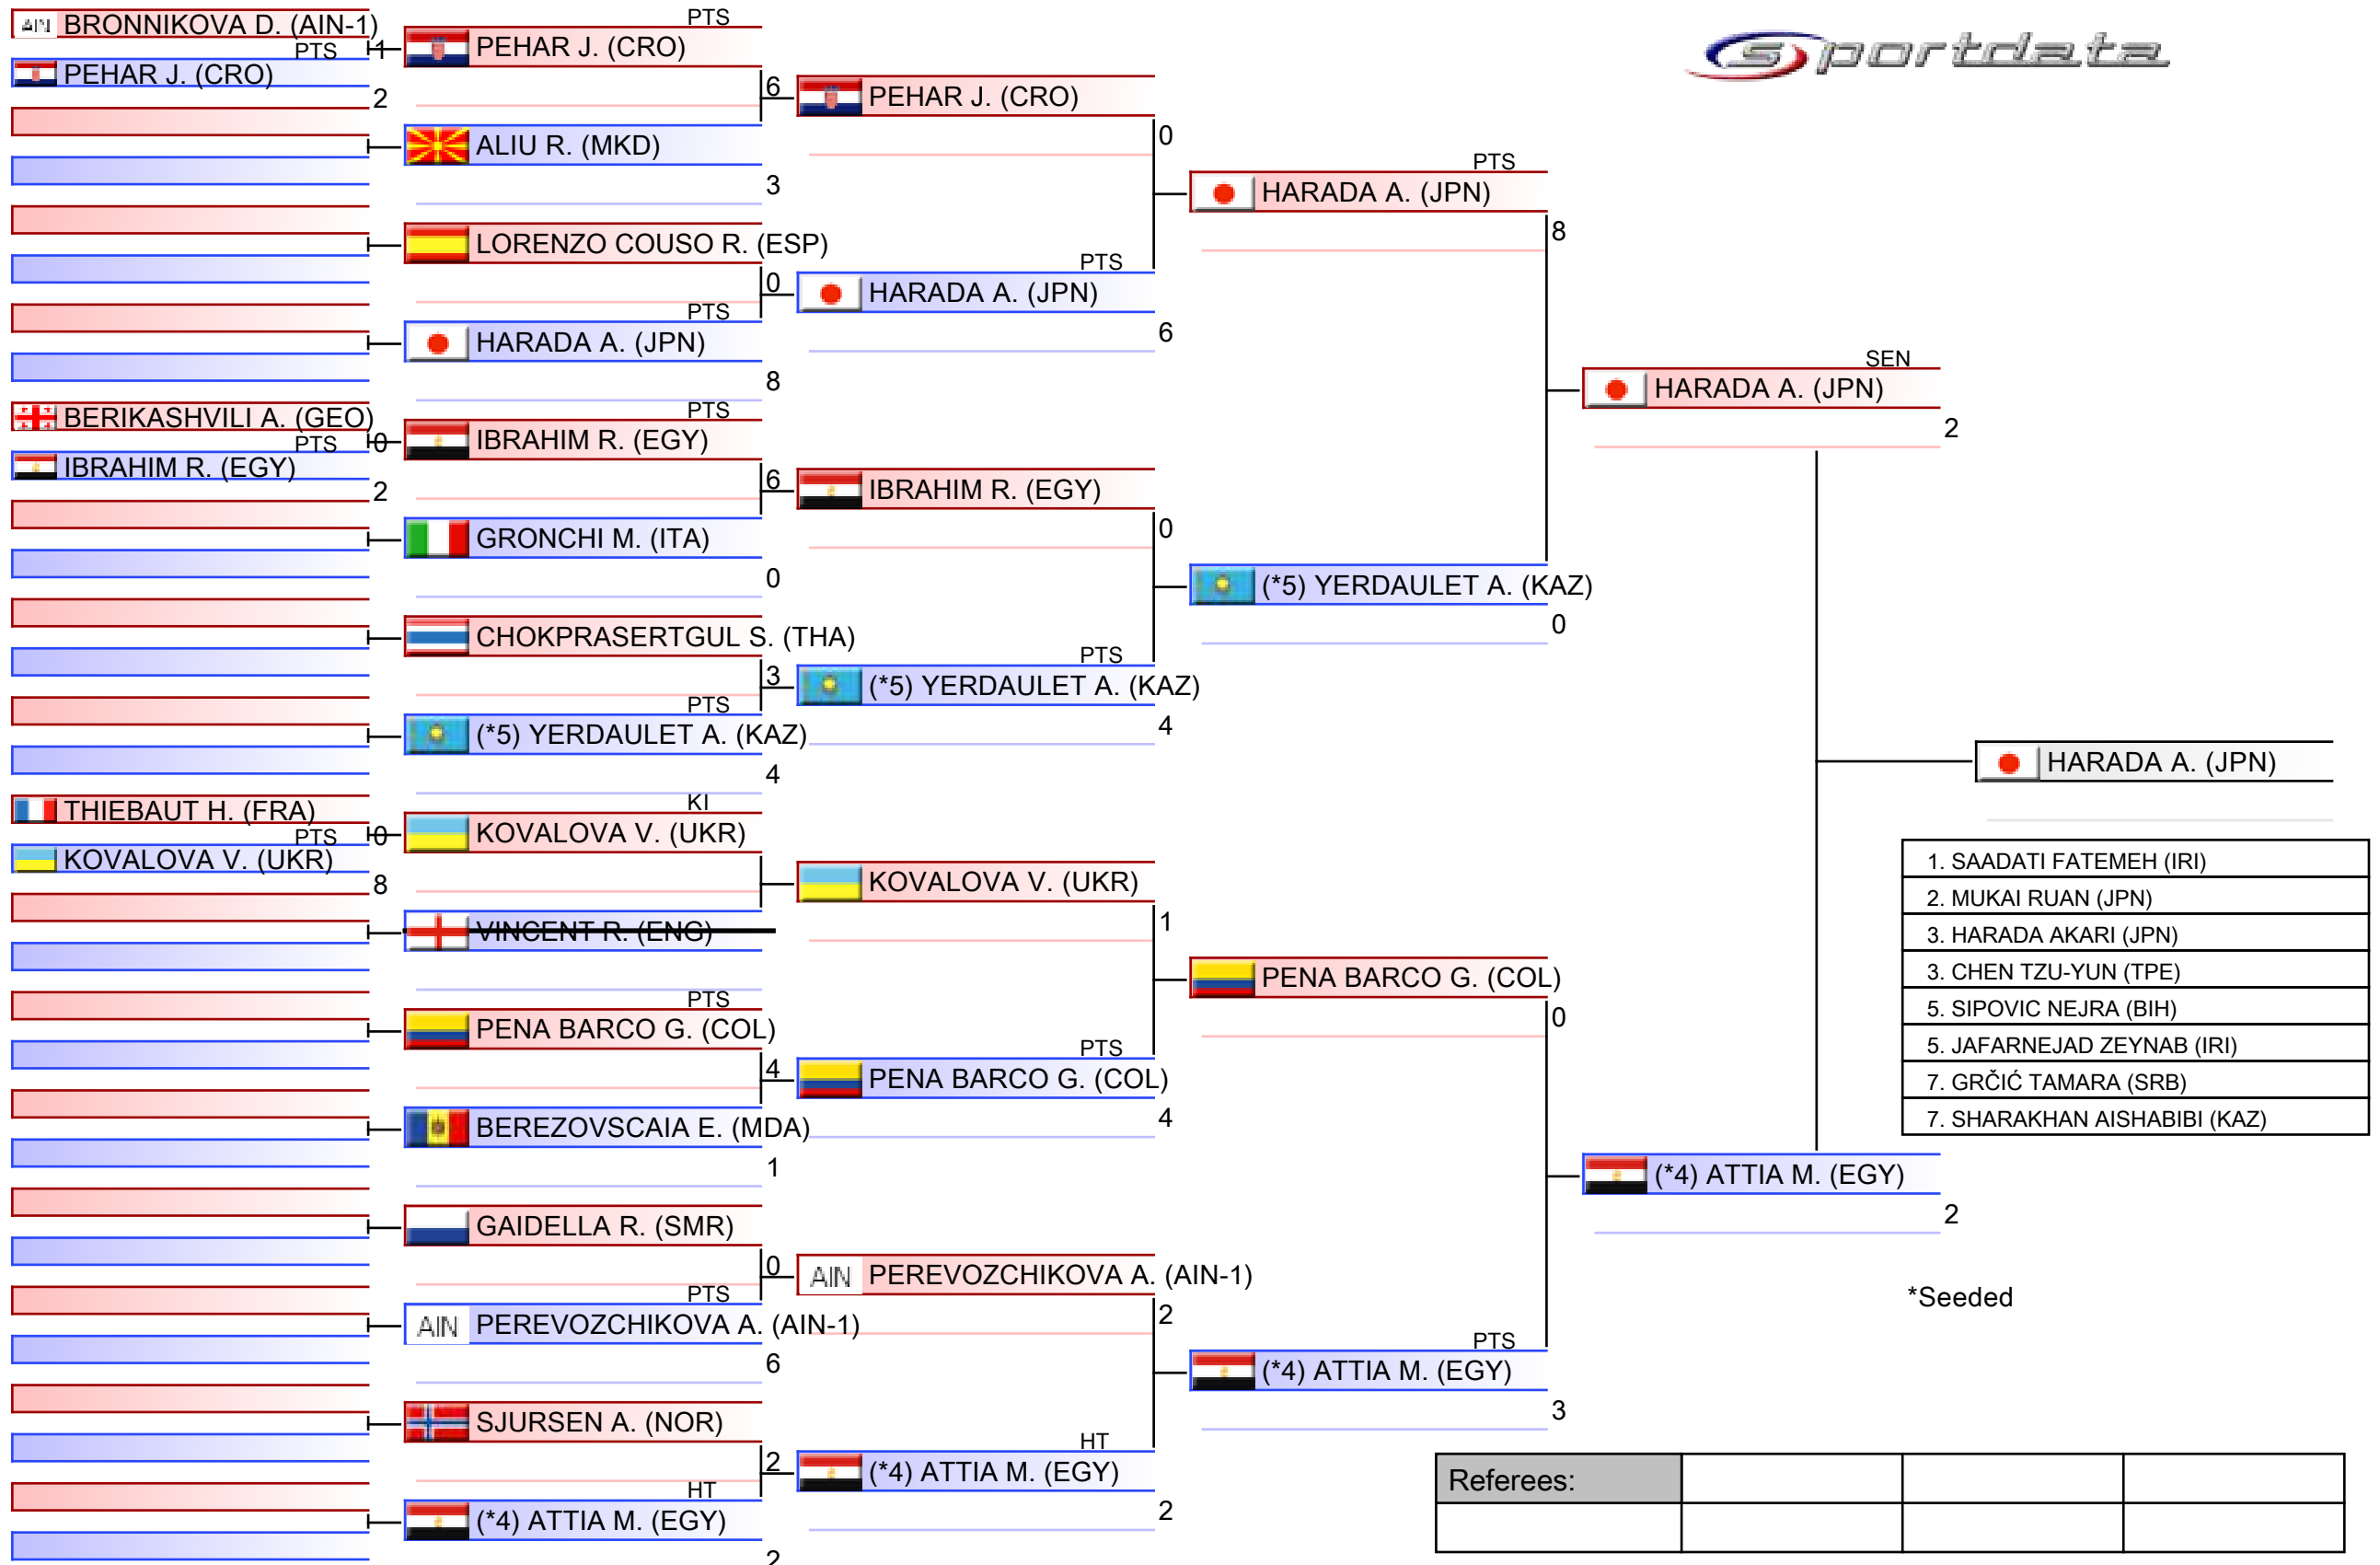 sportdata
BRONNIKOVA D. (AIN-1)
PTS 1
PEHAR J. (CRO)
2
BERIKASHVILI A. (GEO)
PTS 0
IBRAHIM R. (EGY)
2
THIEBAUT H. (FRA)
PTS 0
KOVALOVA V. (UKR)
8
PTS
PEHAR J. (CRO)
6
ALIU R. (MKD)
3
LORENZO COUSO R. (ESP)
0
PTS
HARADA A. (JPN)
8
PTS
IBRAHIM R. (EGY)
6
GRONCHI M. (ITA)
0
CHOKPRASERTGUL S. (THA)
3
PTS
(*5) YERDAULET A. (KAZ)
4
KI
KOVALOVA V. (UKR)
VINCENT R. (ENG)
PTS
PENA BARCO G. (COL)
4
BEREZOVSCAIA E. (MDA)
1
GAIDELLA R. (SMR)
0
PTS
AIN PEREVOZCHIKOVA A. (AIN-1)
6
SJURSEN A. (NOR)
2
HT
(*4) ATTIA M. (EGY)
2
PEHAR J. (CRO)
0
PTS
HARADA A. (JPN)
6
IBRAHIM R. (EGY)
0
PTS
(*5) YERDAULET A. (KAZ)
4
KOVALOVA V. (UKR)
1
PTS
PENA BARCO G. (COL)
4
AIN PEREVOZCHIKOVA A. (AIN-1)
2
HT
(*4) ATTIA M. (EGY)
2
PTS
HARADA A. (JPN)
8
(*5) YERDAULET A. (KAZ)
0
PENA BARCO G. (COL)
0
PTS
(*4) ATTIA M. (EGY)
3
SEN
HARADA A. (JPN)
2
(*4) ATTIA M. (EGY)
2
HARADA A. (JPN)
1. SAADATI FATEMEH (IRI)
2. MUKAI RUAN (JPN)
3. HARADA AKARI (JPN)
3. CHEN TZU-YUN (TPE)
5. SIPOVIC NEJRA (BIH)
5. JAFARNEJAD ZEYNAB (IRI)
7. GRČIĆ TAMARA (SRB)
7. SHARAKHAN AISHABIBI (KAZ)
*Seeded
Referees: